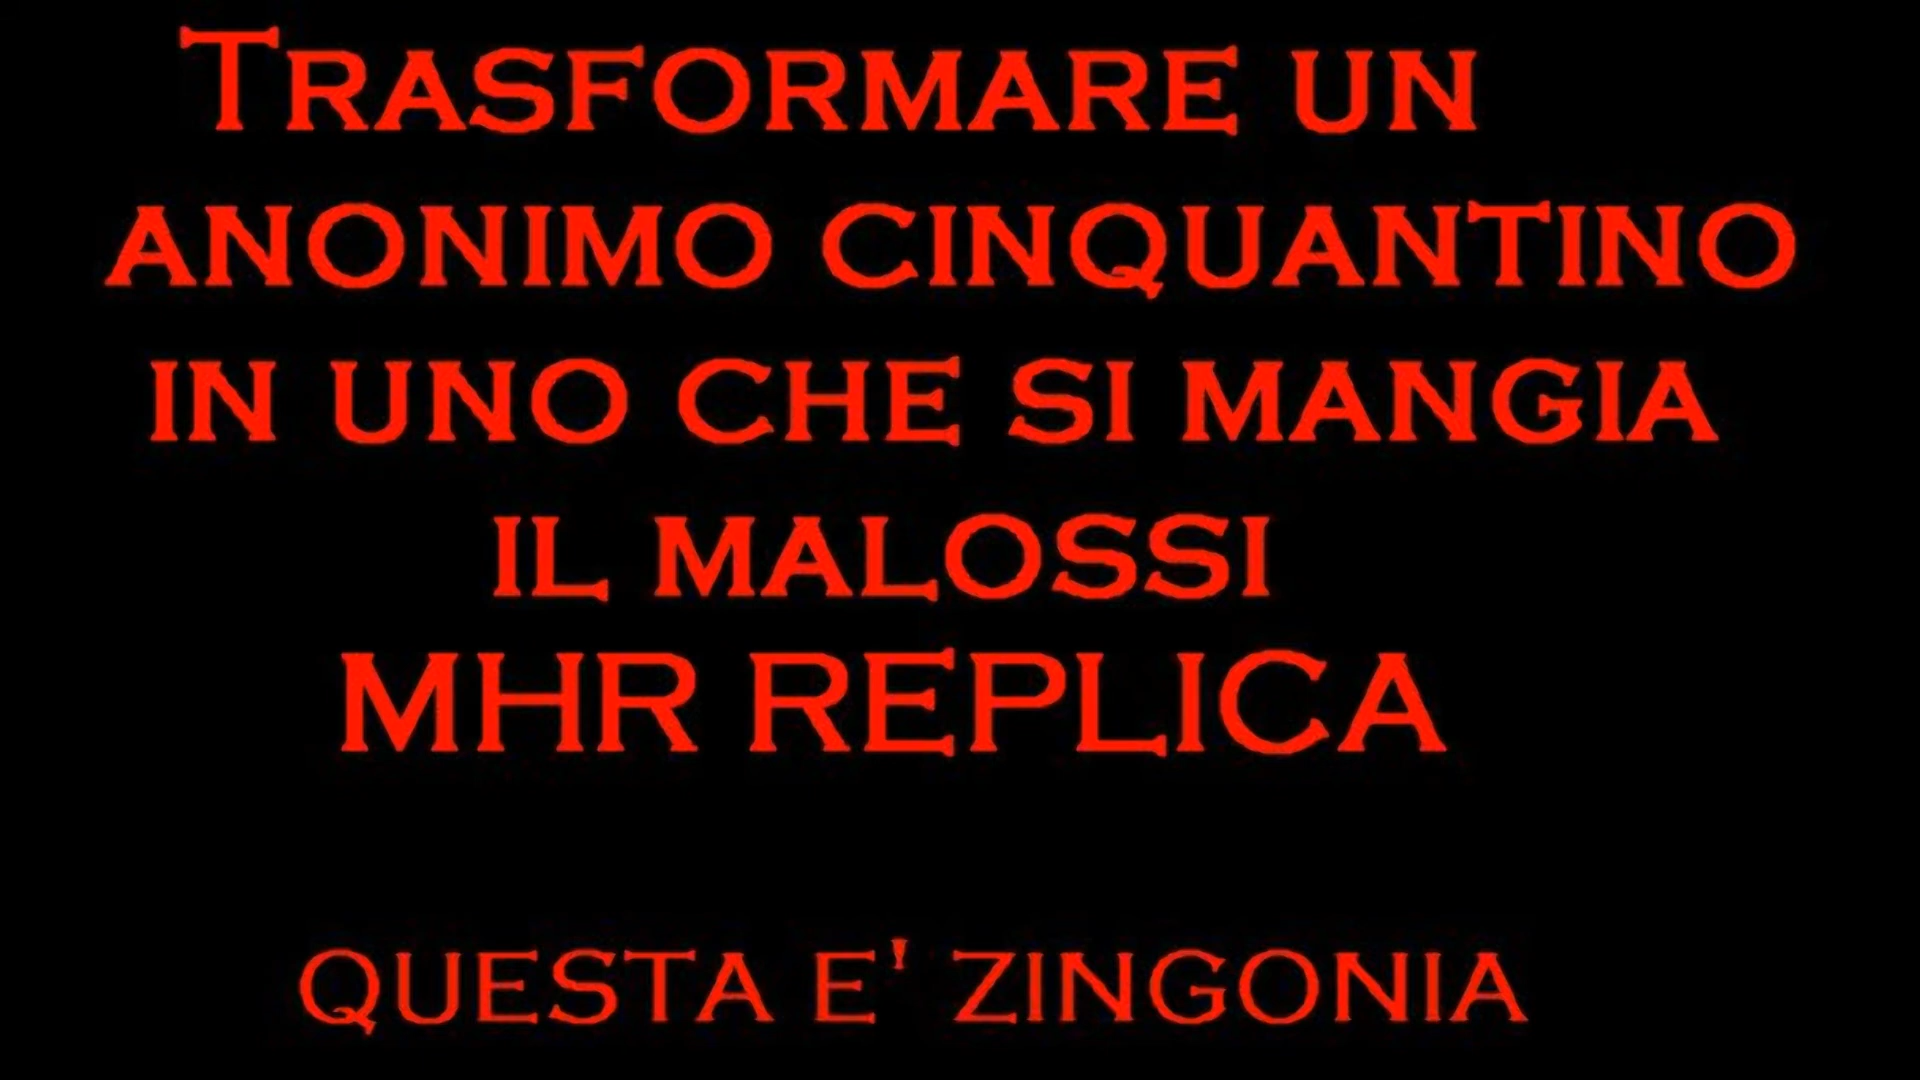 Trasformare un
anonimo cinquantino
in uno che si mangia
il malossi
MHR REPLICA
QUESTA E' ZINGONIA